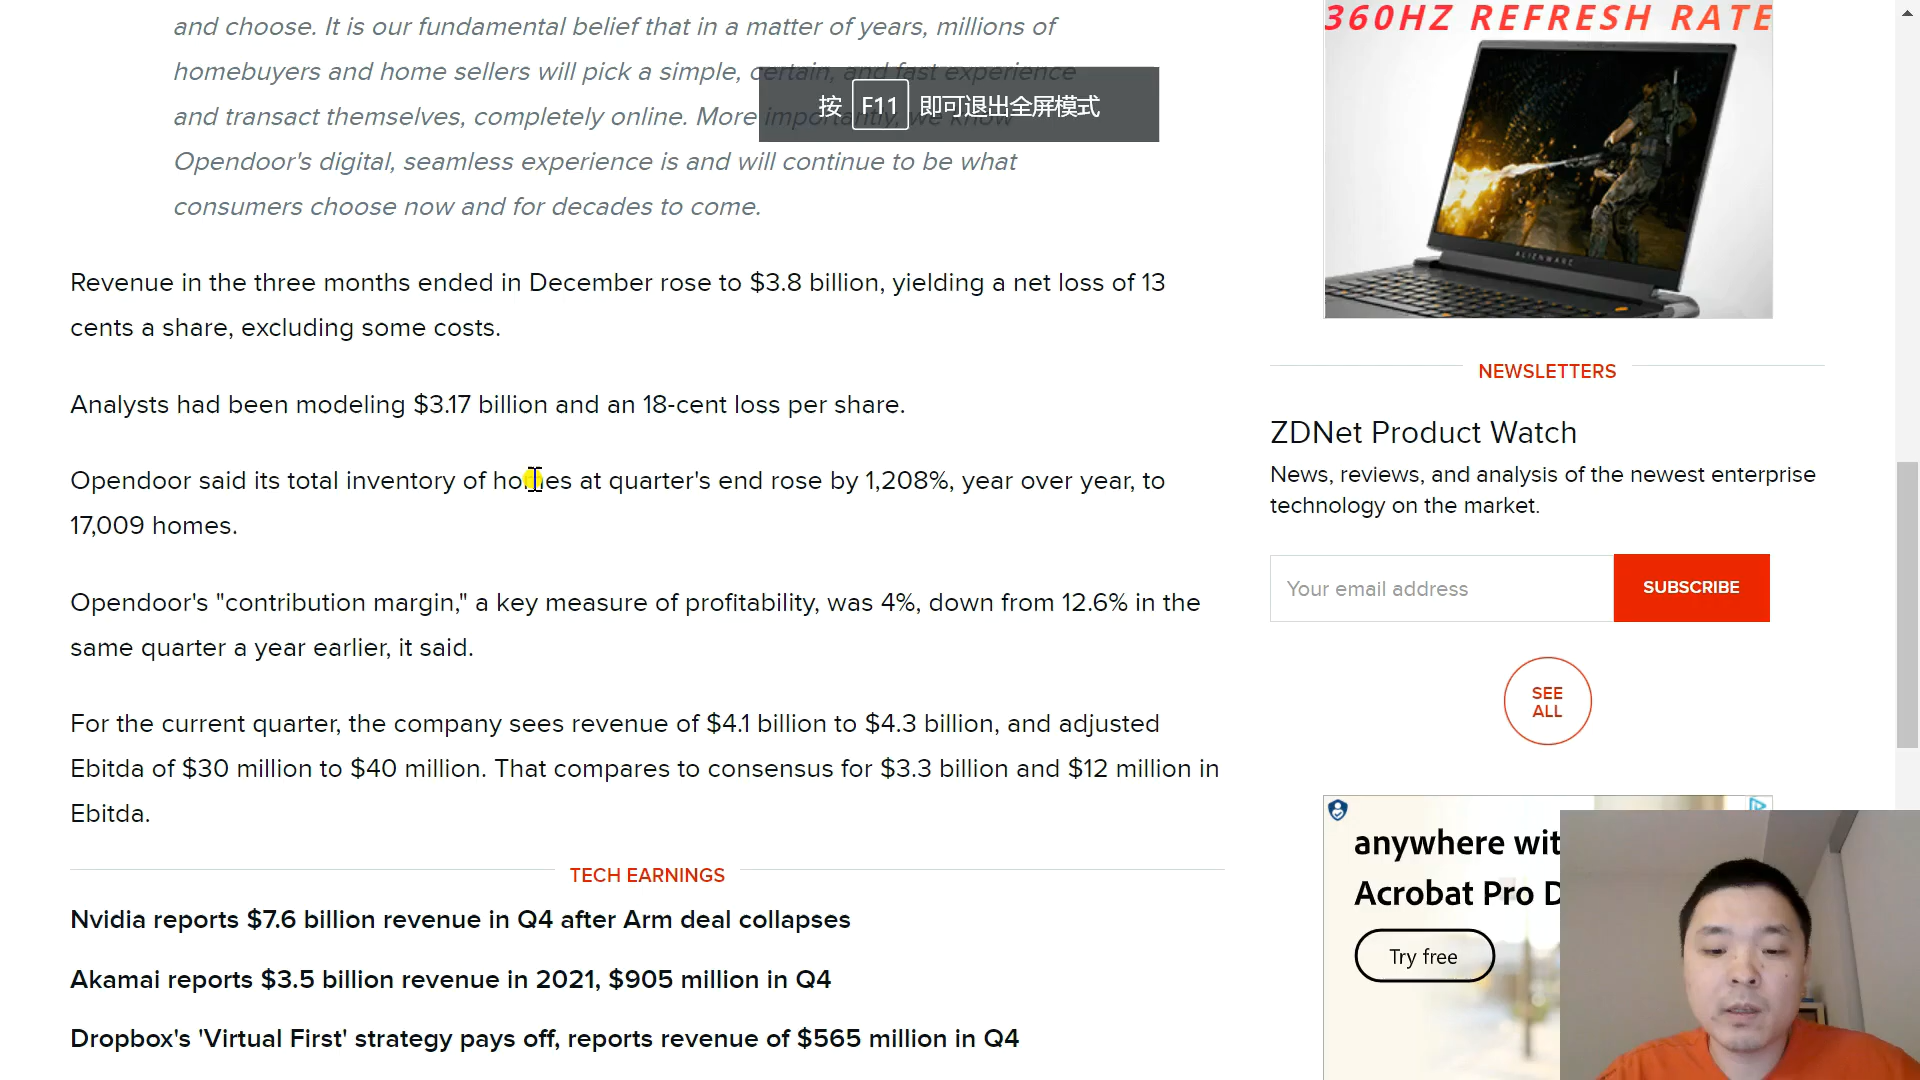 and choose. It is our fundamental belief that in a matter of years, millions of
homebuyers and home sellers will pick a simple, certain, and fast experience
and transact themselves, completely online. More importantly, we know
Opendoor's digital, seamless experience is and will continue to be what
consumers choose now and for decades to come.
按 F11 即可退出全屏模式
Revenue in the three months ended in December rose to $3.8 billion, yielding a net loss of 13
cents a share, excluding some costs.
Analysts had been modeling $3.17 billion and an 18-cent loss per share.
Opendoor said its total inventory of homes at quarter's end rose by 1,208%, year over year, to
17,009 homes.
Opendoor's "contribution margin," a key measure of profitability, was 4%, down from 12.6% in the
same quarter a year earlier, it said.
For the current quarter, the company sees revenue of $4.1 billion to $4.3 billion, and adjusted
Ebitda of $30 million to $40 million. That compares to consensus for $3.3 billion and $12 million in
Ebitda.
TECH EARNINGS
Nvidia reports $7.6 billion revenue in Q4 after Arm deal collapses
Akamai reports $3.5 billion revenue in 2021, $905 million in Q4
Dropbox's 'Virtual First' strategy pays off, reports revenue of $565 million in Q4
360HZ REFRESH RATE
ALIENWARE
NEWSLETTERS
ZDNet Product Watch
News, reviews, and analysis of the newest enterprise
technology on the market.
Your email address
SUBSCRIBE
SEE
ALL
anywhere wit
Acrobat Pro D
Try free